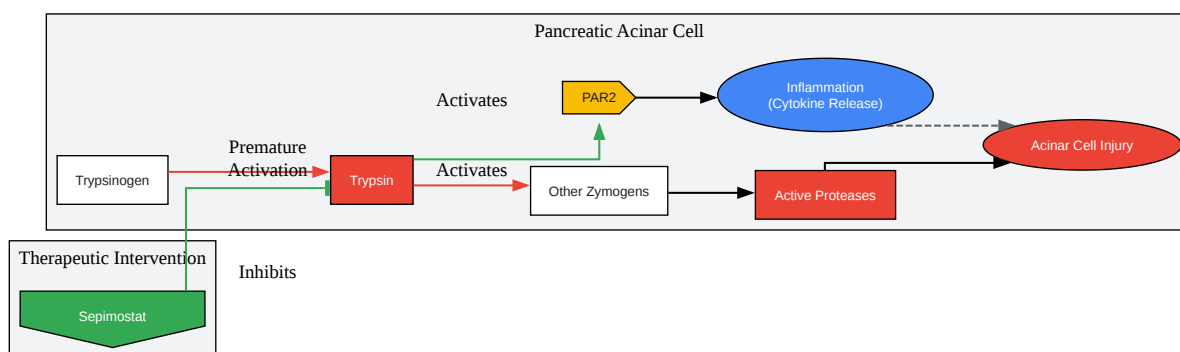 Pancreatic Acinar Cell
Activates
PAR2
Inflammation
(Cytokine Release)
Acinar Cell Injury
Premature
Activation
Trypsinogen
Trypsin
Activates
Other Zymogens
Active Proteases
Therapeutic Intervention
Inhibits
Sepimostat